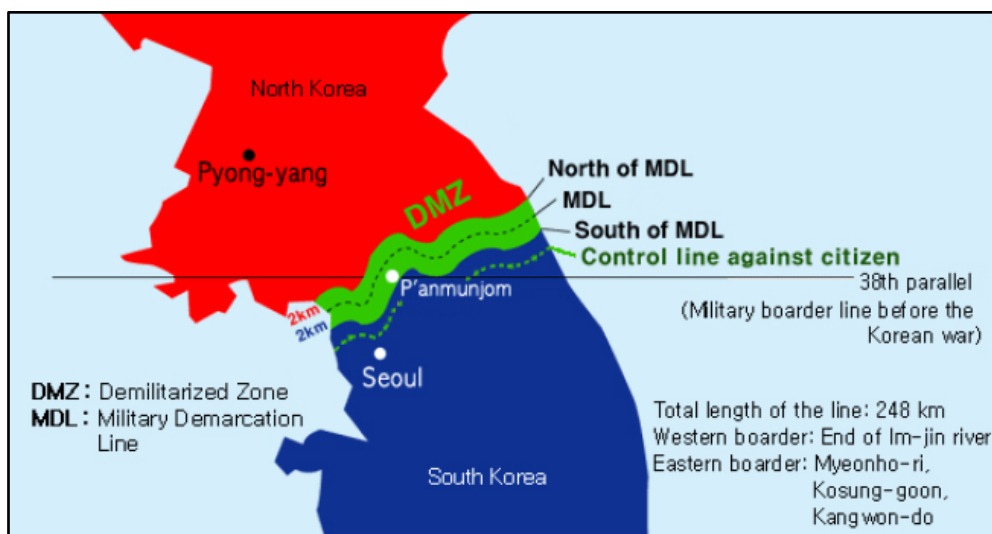 North Korea
Pyong-yang
DMZ
North of MDL
MDL
South of MDL
Control line against citizen
38th parallel
(Military boarder line before the
Korean war)
P'anmunjom
2km
2km
Seoul
DMZ : Demilitarized Zone
MDL : Military Demarcation
Line
South Korea
Total length of the line: 248 km
Western boarder: End of Im-jin river
Eastern boarder: Myeonho-ri,
Kosung-goon,
Kangwon-do